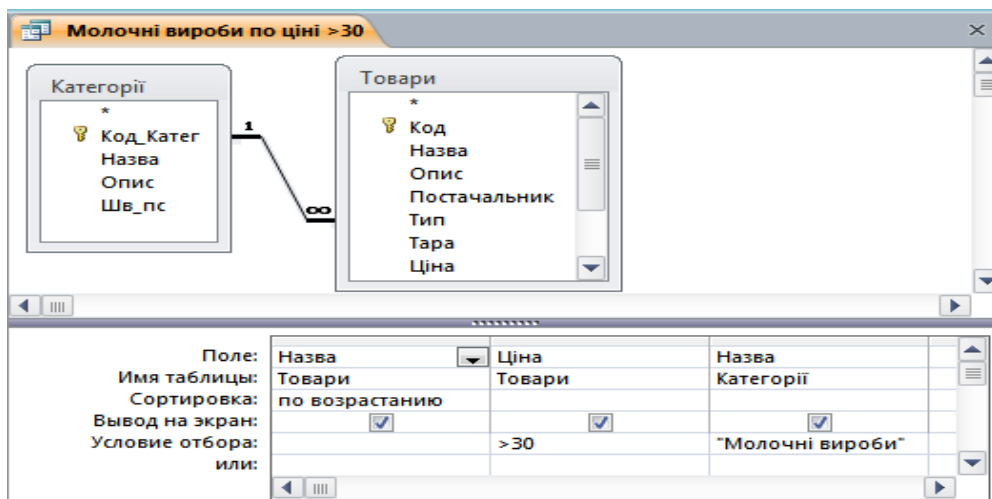 Молочні вироби по ціні >30
Категорії
*
Код_Катег
Назва
Опис
Шв_пс
1
∞
Товари
*
Код
Назва
Опис
Постачальник
Тип
Тара
Ціна
Поле: Назва Ціна Назва
Имя таблицы: Товари Товари Категорії
Сортировка: по возрастанию
Вывод на экран:
Условие отбора: >30 "Молочні вироби"
или: